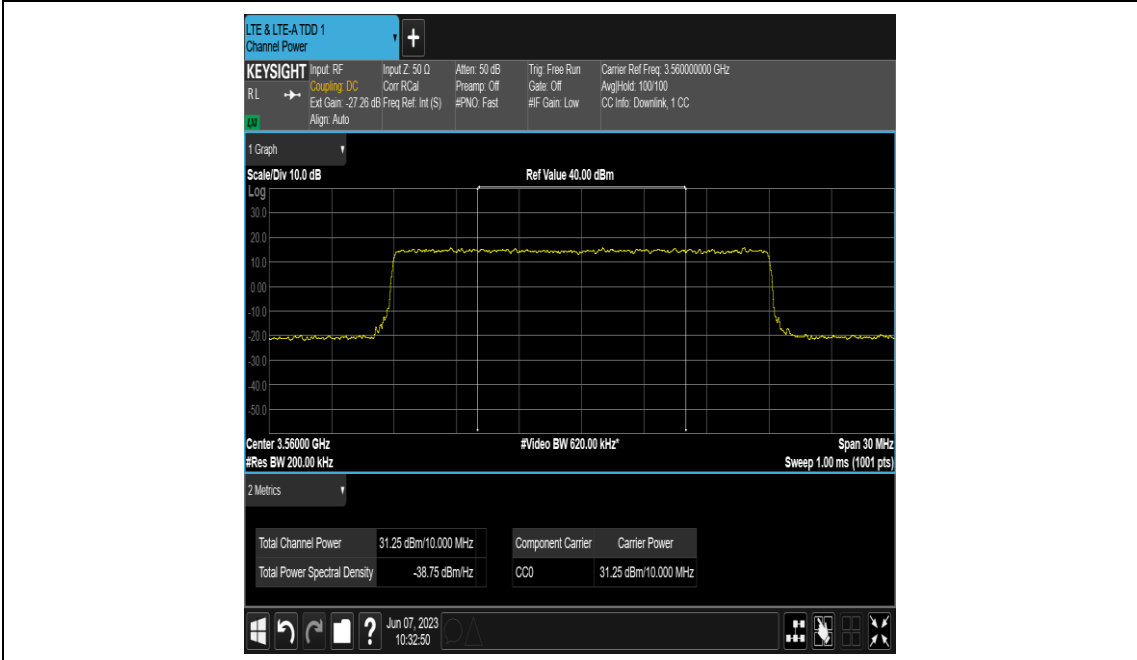 LTE & LTE-A TDD 1
Channel Power
KEYSIGHT
RL
LXI
Input: RF
Coupling: DC
Ext Gain: -27.26 dB
Align: Auto
Input Z: 50 Ω
Corr RCal
Freq Ref: Int (S)
Atten: 50 dB
Preamp: Off
#PNO: Fast
Trig: Free Run
Gate: Off
#IF Gain: Low
Carrier Ref Freq: 3.560000000 GHz
Avg|Hold: 100/100
CC Info: Downlink, 1 CC
1 Graph
Scale/Div 10.0 dB
Ref Value 40.00 dBm
Log
30.0
20.0
10.0
0.00
-10.0
-20.0
-30.0
-40.0
-50.0
Center 3.56000 GHz
#Video BW 620.00 kHz*
Span 30 MHz
#Res BW 200.00 kHz
Sweep 1.00 ms (1001 pts)
2 Metrics
Total Channel Power 31.25 dBm/10.000 MHz
Total Power Spectral Density -38.75 dBm/Hz
Component Carrier Carrier Power
CC0 31.25 dBm/10.000 MHz
?
Jun 07, 2023
10:32:50